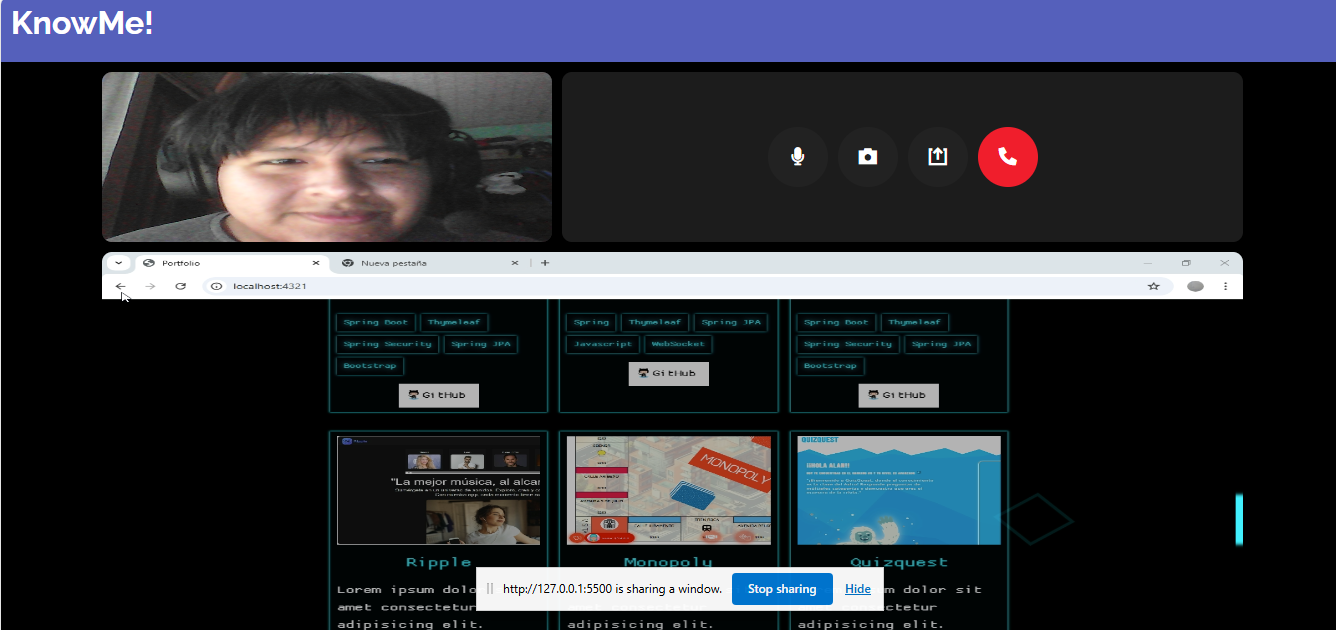 KnowMe!
Portfolio
Nueva pestaña
localhost:4321
Spring Boot Thymeleaf
Spring Security Spring JPA
Bootstrap
GitHub
Spring Thymeleaf Spring JPA
Javascript WebSocket
GitHub
Spring Boot Thymeleaf
Spring Security Spring JPA
Bootstrap
GitHub
"La mejor música, al alcan
Ripple
Lorem ipsum dolo
amet consectetur
adipisicing elit.
MONOPOLY
Monopoly
amet consectetur
adipisicing elit.
QUIZQUEST
¡HOLA ALAN!!
Quizquest
m dolor sit
ctetur
adipisicing elit.
http://127.0.0.1:5500 is sharing a window.
Stop sharing
Hide